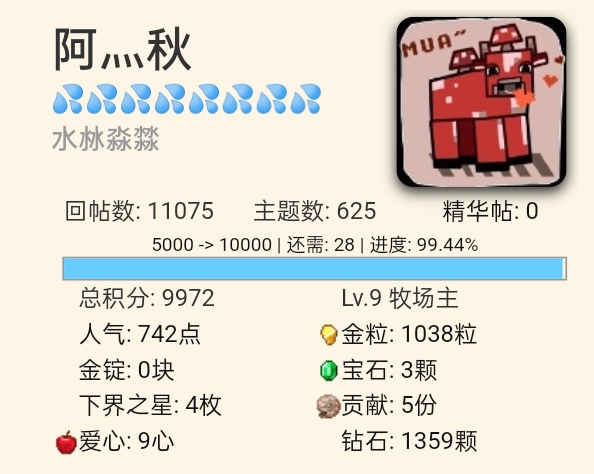 阿灬秋
MUA~
💦💦💦💦💦💦💦💦
水沝淼㵘
回帖数: 11075 主题数: 625 精华帖: 0
5000 -> 10000 | 还需: 28 | 进度: 99.44%
总积分: 9972 Lv.9 牧场主
人气: 742点 金粒: 1038粒
金锭: 0块 宝石: 3颗
下界之星: 4枚 贡献: 5份
爱心: 9心 钻石: 1359颗